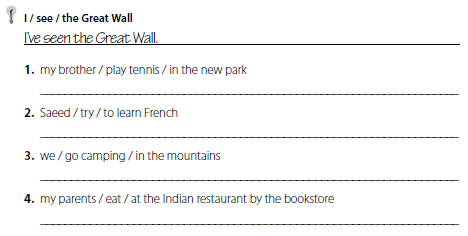 I / see / the Great Wall
I've seen the Great Wall.
1. my brother / play tennis / in the new park
2. Saeed / try / to learn French
3. we / go camping / in the mountains
4. my parents / eat / at the Indian restaurant by the bookstore